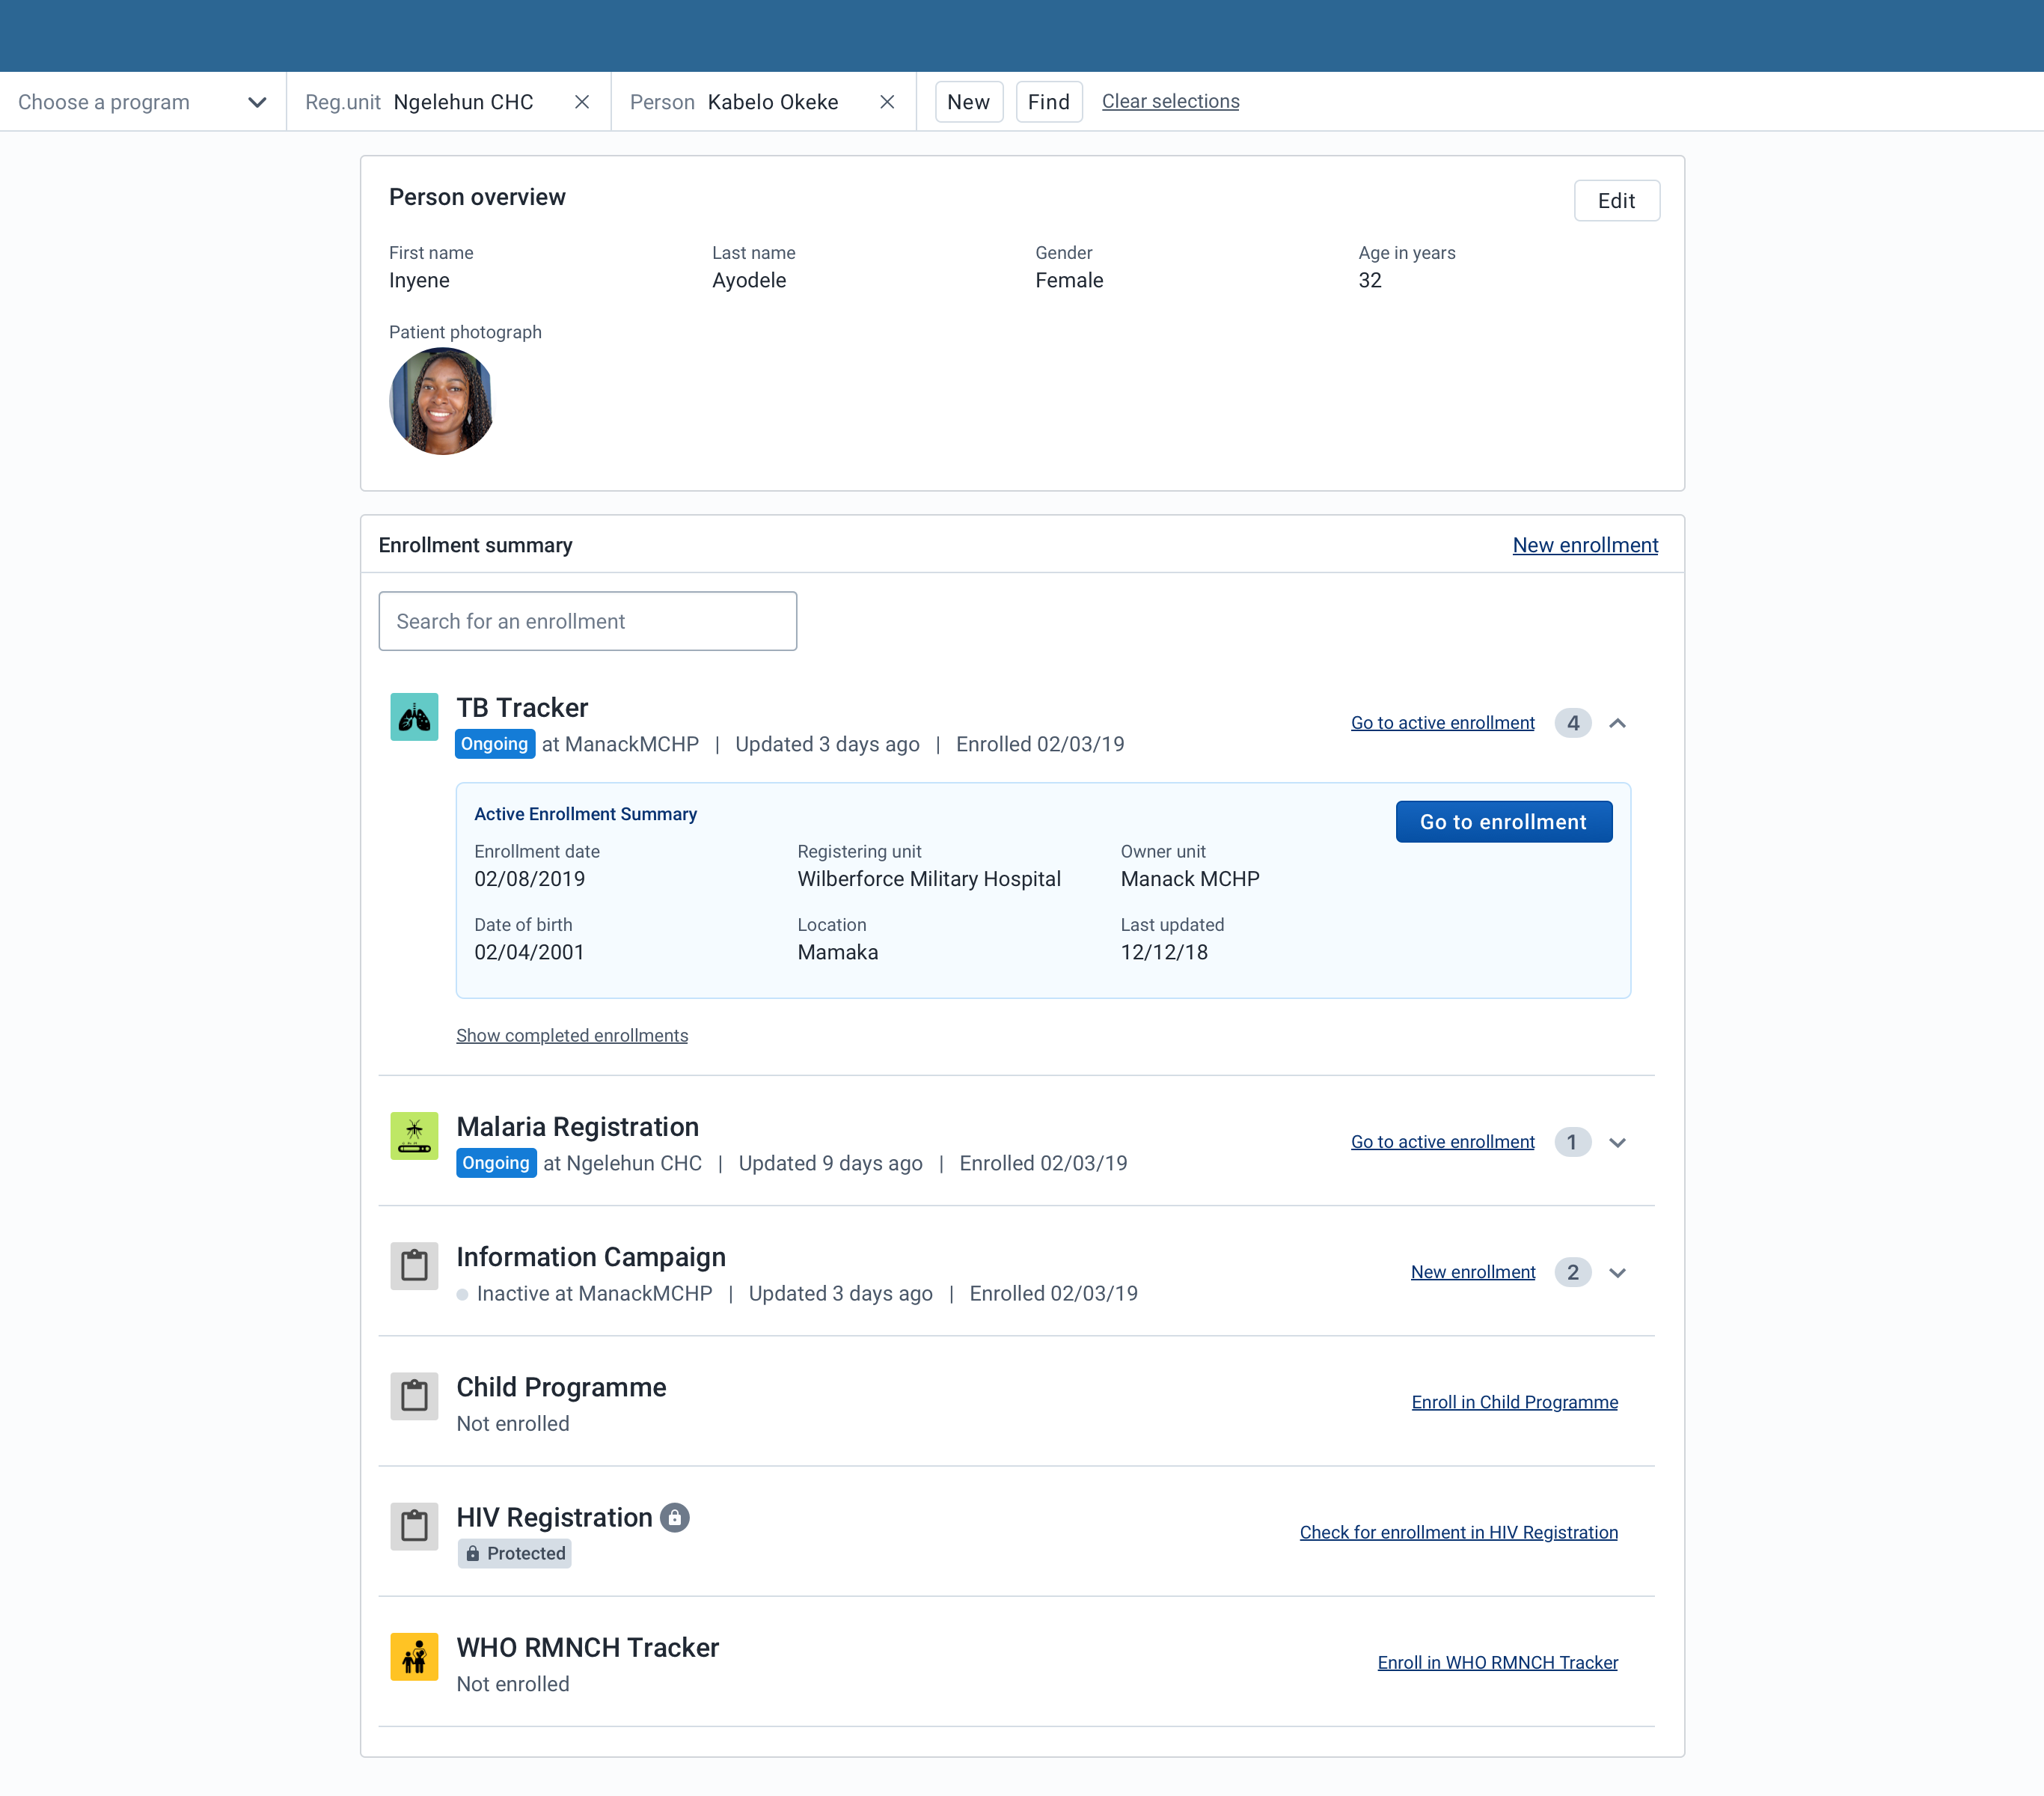 Choose a program Reg.unit Ngelehun CHC Person Kabelo Okeke New Find Clear selections
Person overview Edit
First name Last name Gender Age in years
Inyene Ayodele Female 32
Patient photograph
Enrollment summary New enrollment
Search for an enrollment
TB Tracker
Go to active enrollment 4
Ongoing at ManackMCHP | Updated 3 days ago | Enrolled 02/03/19
Active Enrollment Summary Go to enrollment
Enrollment date Registering unit Owner unit
02/08/2019 Wilberforce Military Hospital Manack MCHP
Date of birth Location Last updated
02/04/2001 Mamaka 12/12/18
Show completed enrollments
Malaria Registration
Go to active enrollment 1
Ongoing at Ngelehun CHC | Updated 9 days ago | Enrolled 02/03/19
Information Campaign
New enrollment 2
Inactive at ManackMCHP | Updated 3 days ago | Enrolled 02/03/19
Child Programme
Enroll in Child Programme
Not enrolled
HIV Registration
Check for enrollment in HIV Registration
Protected
WHO RMNCH Tracker
Enroll in WHO RMNCH Tracker
Not enrolled